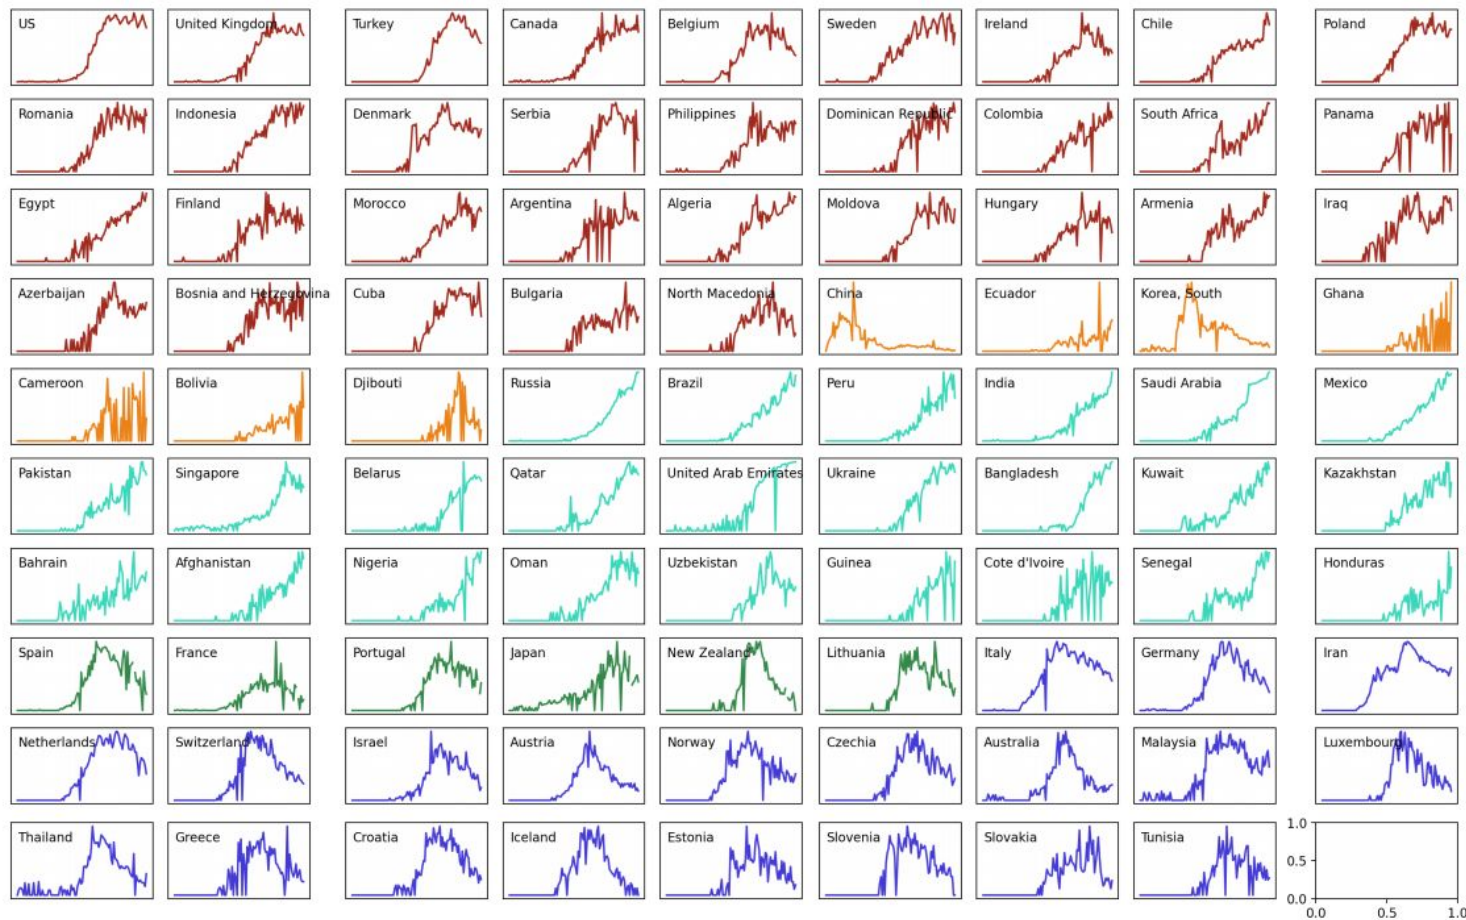 US
United Kingdom
Turkey
Canada
Belgium
Sweden
Ireland
Chile
Poland
Romania
Indonesia
Denmark
Serbia
Philippines
Dominican Republic
Colombia
South Africa
Panama
Egypt
Finland
Morocco
Argentina
Algeria
Moldova
Hungary
Armenia
Iraq
Azerbaijan
Bosnia and Herzegovina
Cuba
Bulgaria
North Macedonia
China
Ecuador
Korea, South
Ghana
Cameroon
Bolivia
Djibouti
Russia
Brazil
Peru
India
Saudi Arabia
Mexico
Pakistan
Singapore
Belarus
Qatar
United Arab Emirates
Ukraine
Bangladesh
Kuwait
Kazakhstan
Bahrain
Afghanistan
Nigeria
Oman
Uzbekistan
Guinea
Cote d'Ivoire
Senegal
Honduras
Spain
France
Portugal
Japan
New Zealand
Lithuania
Italy
Germany
Iran
Netherlands
Switzerland
Israel
Austria
Norway
Czechia
Australia
Malaysia
Luxembourg
Thailand
Greece
Croatia
Iceland
Estonia
Slovenia
Slovakia
Tunisia
1.0
0.5
0.0
0.0 0.5 1.0